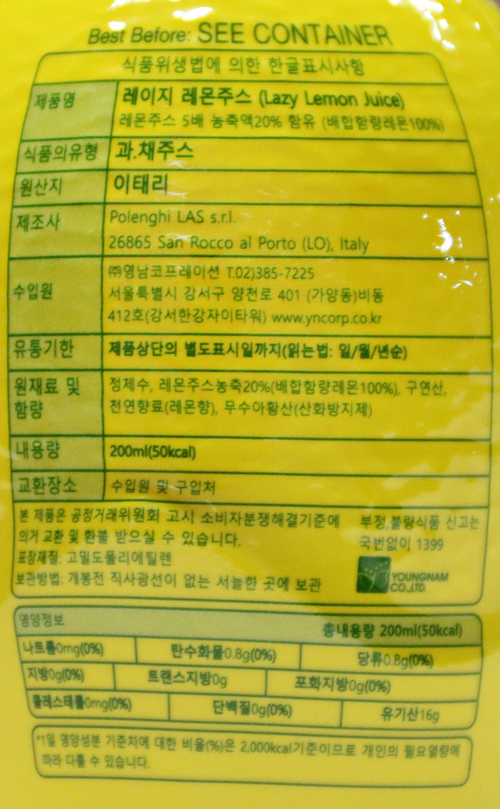 Best Before: SEE CONTAINER
식품위생법에 의한 한글표시사항
제품명 레이지 레몬주스 (Lazy Lemon Juice)
레몬주스 5배 농축액20% 함유 (배합함량레몬100%)
식품의유형 과.채주스
원산지 이태리
제조사 Polenghi LAS s.r.l.
26865 San Rocco al Porto (LO), Italy
수입원 ㈜영남코프레이션 T.02)385-7225
서울특별시 강서구 양천로 401 (가양동)비동
412호(강서한강자이타워) www.yncorp.co.kr
유통기한 제품상단의 별도표시일까지(읽는법: 일/월/년순)
원재료 및 함량 정제수, 레몬주스농축20%(배합함량레몬100%), 구연산,
천연향료(레몬향), 무수아황산(산화방지제)
내용량 200ml(50kcal)
교환장소 수입원 및 구입처
본 제품은 공정거래위원회 고시 소비자분쟁해결기준에
의거 교환 및 환불 받으실 수 있습니다.
포장재질: 고밀도폴리에틸렌
보관방법: 개봉전 직사광선이 없는 서늘한 곳에 보관
부정,불량식품 신고는
국번없이 1399
YOUNGNAM
CO.,LTD.
영양정보 총내용량 200ml(50kcal)
나트륨0mg(0%) 탄수화물0.8g(0%) 당류0.8g(0%)
지방0g(0%) 트랜스지방0g 포화지방0g(0%)
콜레스테롤0mg(0%) 단백질0g(0%) 유기산16g
*1일 영양성분 기준치에 대한 비율(%)은 2,000kcal기준이므로 개인의 필요열량에
따라 다를 수 있습니다.